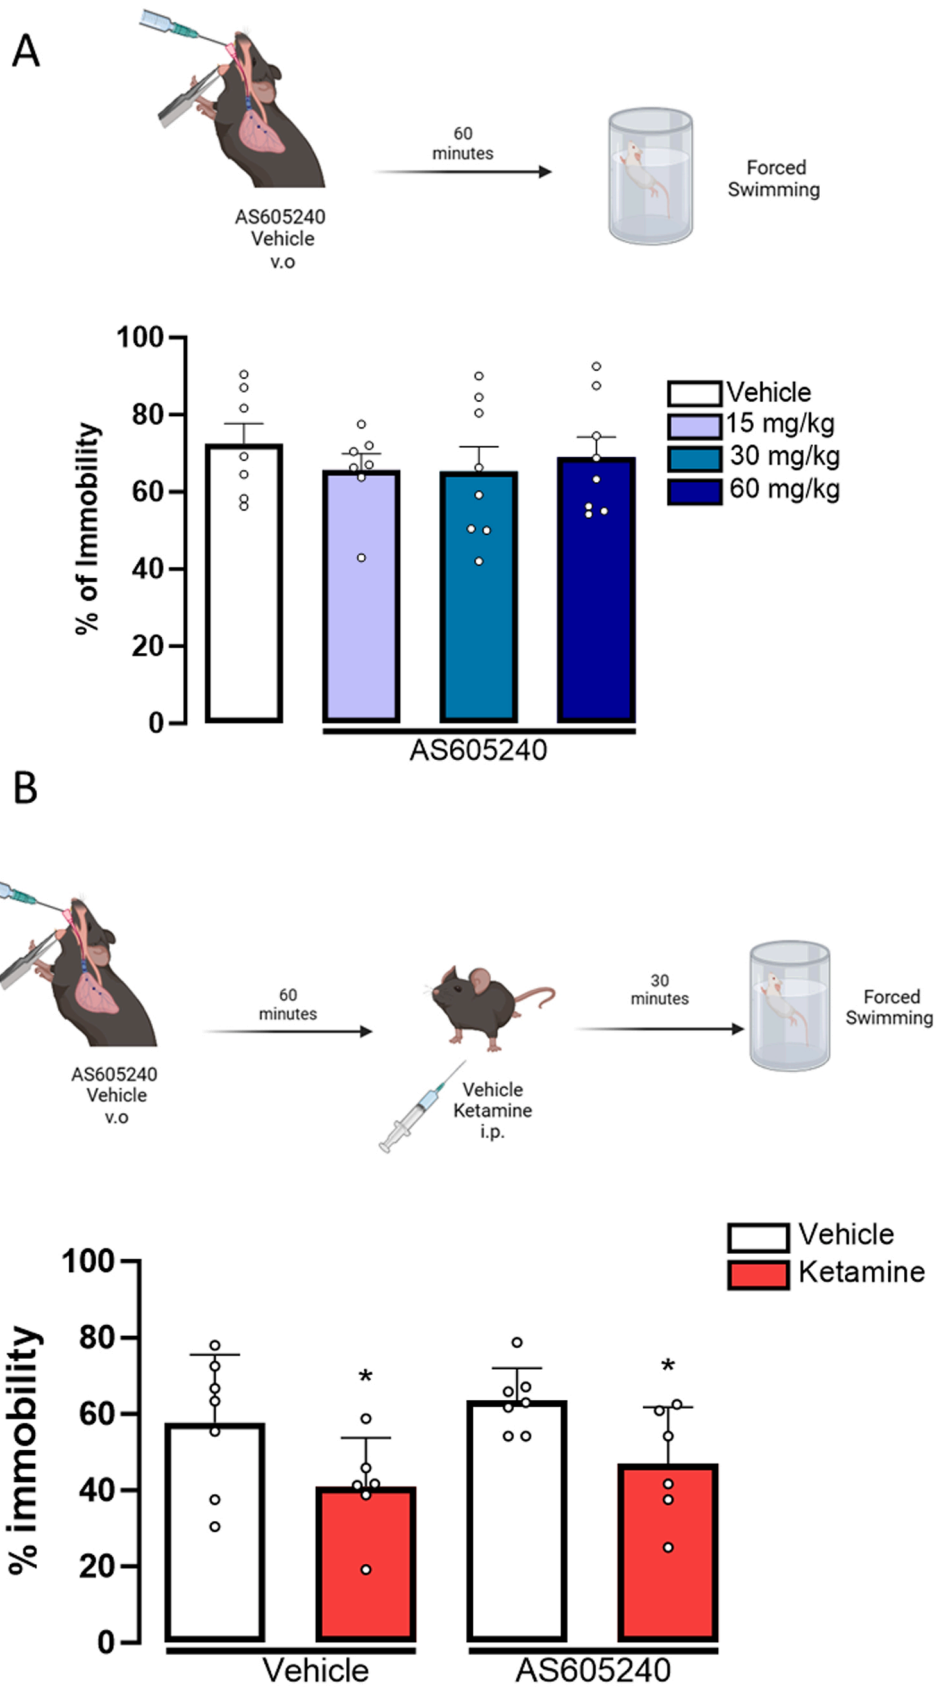 A
60
minutes
Forced
Swimming
AS605240
Vehicle
v.o
100
80
60
40
20
0
% of Immobility
Vehicle
15 mg/kg
30 mg/kg
60 mg/kg
AS605240
B
60
minutes
30
minutes
Forced
Swimming
AS605240
Vehicle
v.o
Vehicle
Ketamine
i.p.
Vehicle
Ketamine
100
80
60
40
20
0
% immobility
*
*
Vehicle
AS605240